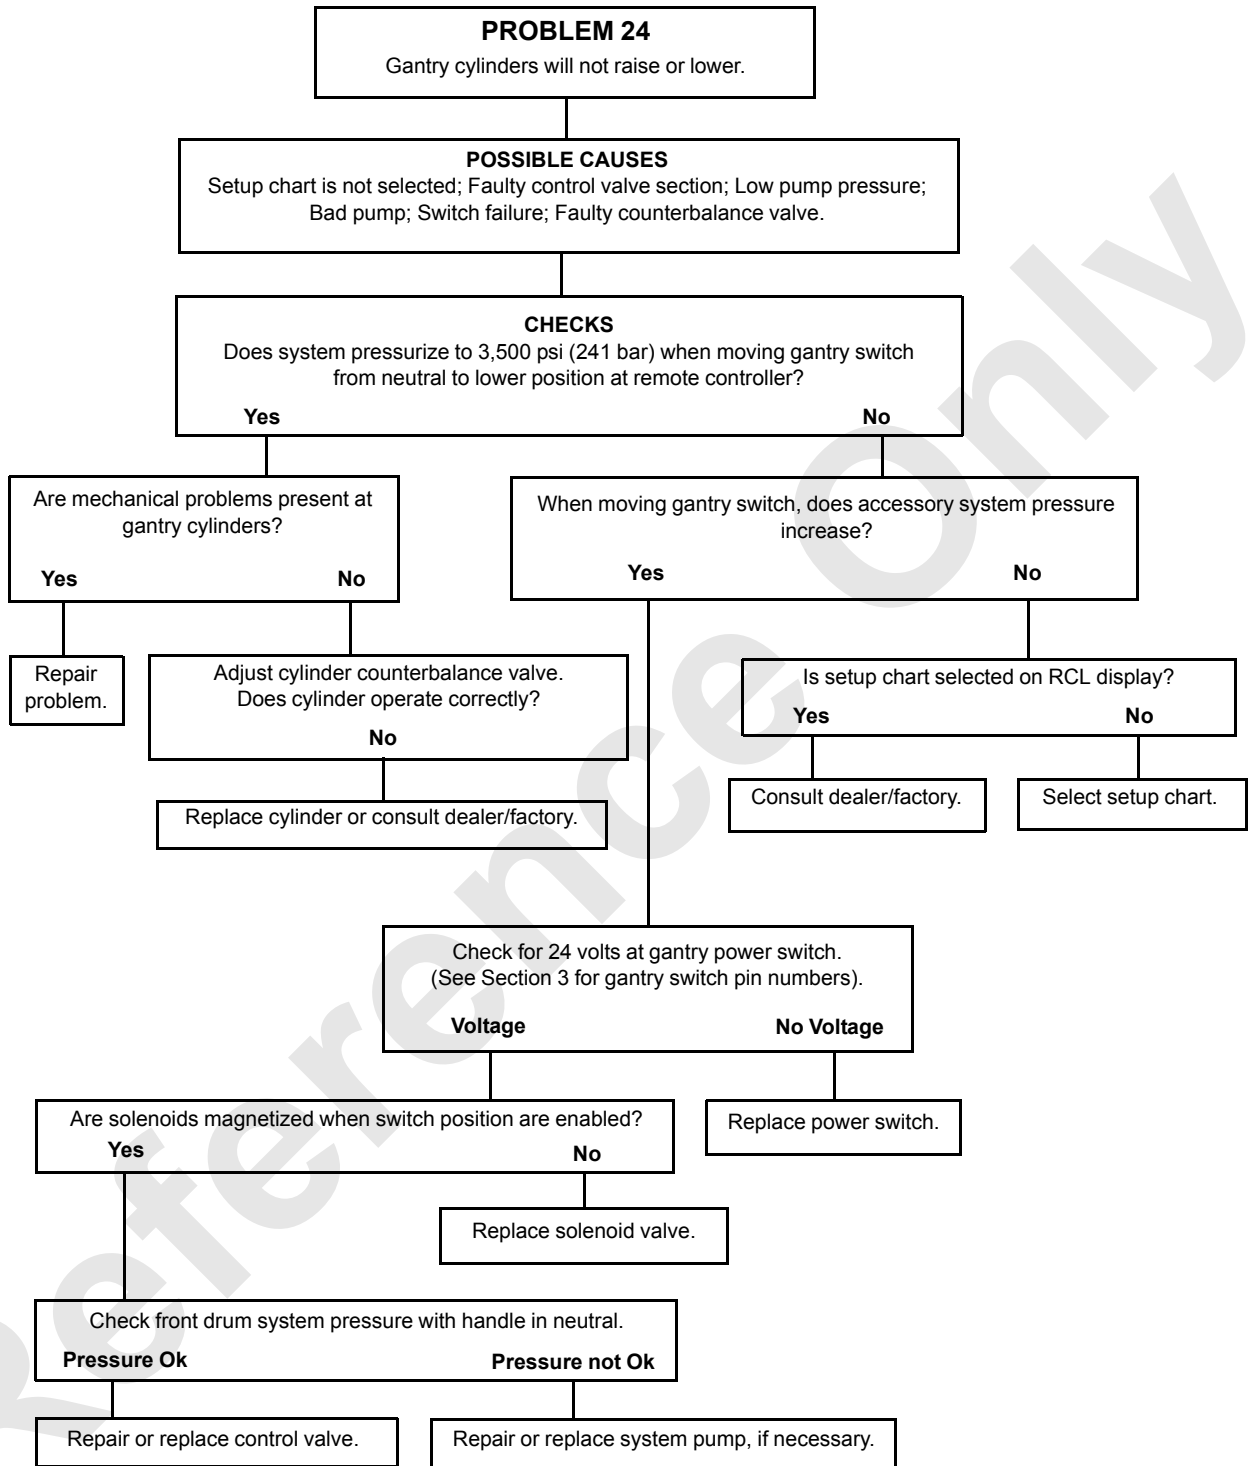 PROBLEM 24
Gantry cylinders will not raise or lower.
POSSIBLE CAUSES
Setup chart is not selected; Faulty control valve section; Low pump pressure;
Bad pump; Switch failure; Faulty counterbalance valve.
CHECKS
Does system pressurize to 3,500 psi (241 bar) when moving gantry switch
from neutral to lower position at remote controller?
Yes
No
Are mechanical problems present at
gantry cylinders?
Yes
No
When moving gantry switch, does accessory system pressure
increase?
Yes
No
Repair
problem.
Adjust cylinder counterbalance valve.
Does cylinder operate correctly?
No
Is setup chart selected on RCL display?
Yes
No
Replace cylinder or consult dealer/factory.
Consult dealer/factory.
Select setup chart.
Check for 24 volts at gantry power switch.
(See Section 3 for gantry switch pin numbers).
Voltage
No Voltage
Are solenoids magnetized when switch position are enabled?
Yes
No
Replace power switch.
Replace solenoid valve.
Check front drum system pressure with handle in neutral.
Pressure Ok
Pressure not Ok
Repair or replace control valve.
Repair or replace system pump, if necessary.
Reference Only